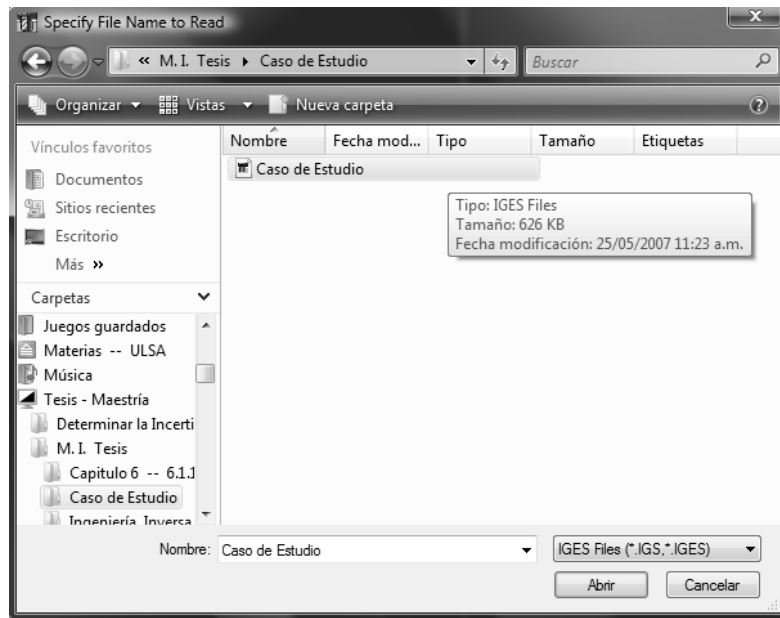 Specify File Name to Read
« M. I. Tesis ▸ Caso de Estudio
Buscar
Organizar Vistas Nueva carpeta
Vínculos favoritos
Documentos
Sitios recientes
Escritorio
Más »
Carpetas
Juegos guardados
Materias -- ULSA
Música
Tesis - Maestría
Determinar la Incerti
M. I. Tesis
Capitulo 6 -- 6.1.1
Caso de Estudio
Ingeniería Inversa
Nombre Fecha mod... Tipo Tamaño Etiquetas
Caso de Estudio
Tipo: IGES Files
Tamaño: 626 KB
Fecha modificación: 25/05/2007 11:23 a.m.
Nombre: Caso de Estudio IGES Files (*.IGS,*.IGES)
Abrir Cancelar